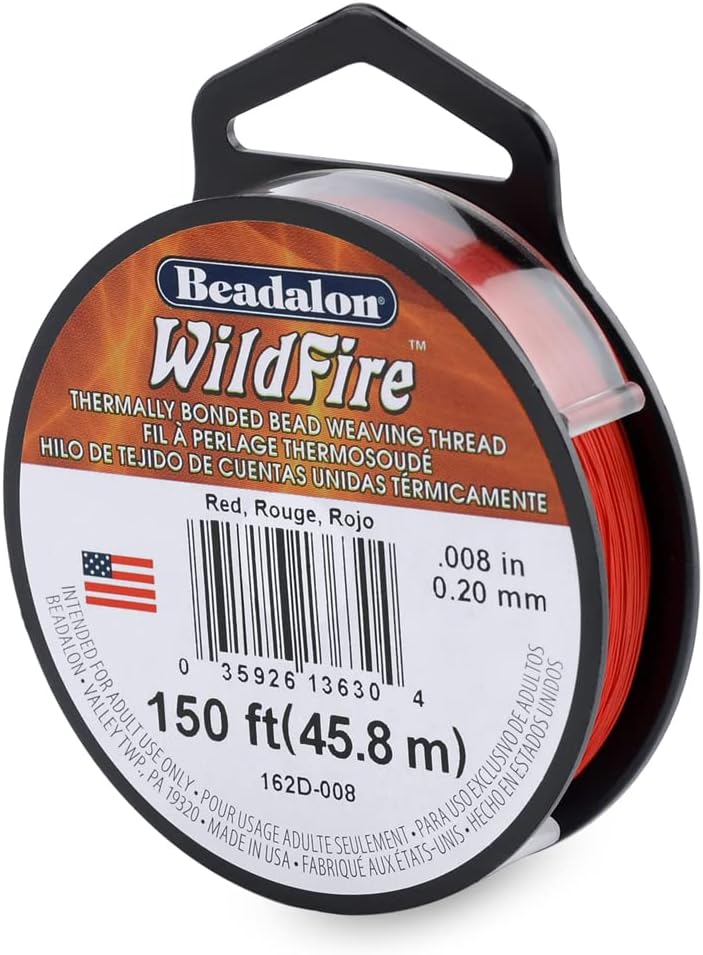 Beadalon®
WildFire™
THERMALLY BONDED BEAD WEAVING THREAD
FIL À PERLAGE THERMOSOUDÉ
HILO DE TEJIDO DE CUENTAS UNIDAS TÉRMICAMENTE
Red, Rouge, Rojo
.008 in
0.20 mm
0 35926 13630 4
150 ft(45.8 m)
162D-008
INTENDED FOR ADULT USE ONLY • POUR USAGE ADULTE SEULEMENT • PARA USO EXCLUSIVO DE ADULTOS
BEADALON • VALLEY TWP., PA 19320 • MADE IN USA • FABRIQUÉ AUX ÉTATS-UNIS • HECHO EN ESTADOS UNIDOS